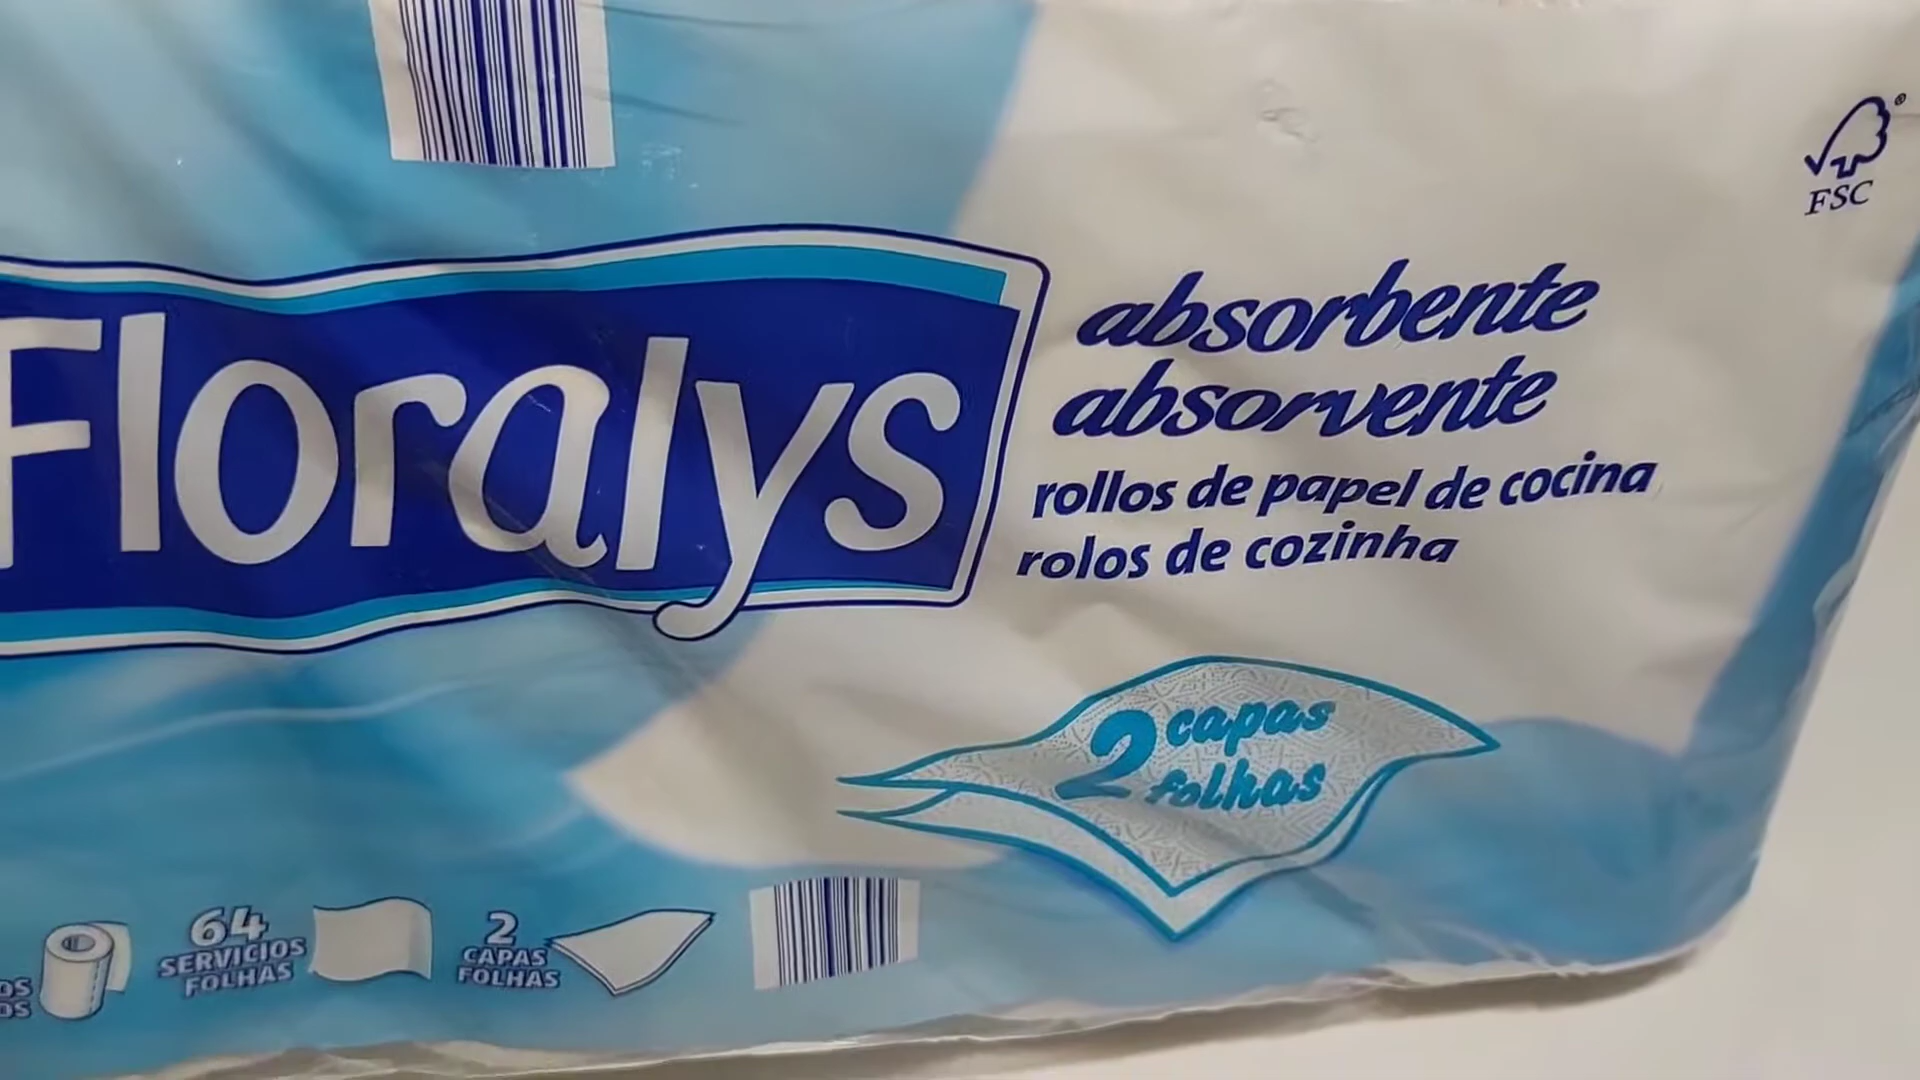 FSC
®
Floralys
absorbente
absorvente
rollos de papel de cocina
rolos de cozinha
2 capas
folhas
64
SERVICIOS
FOLHAS
2
CAPAS
FOLHAS